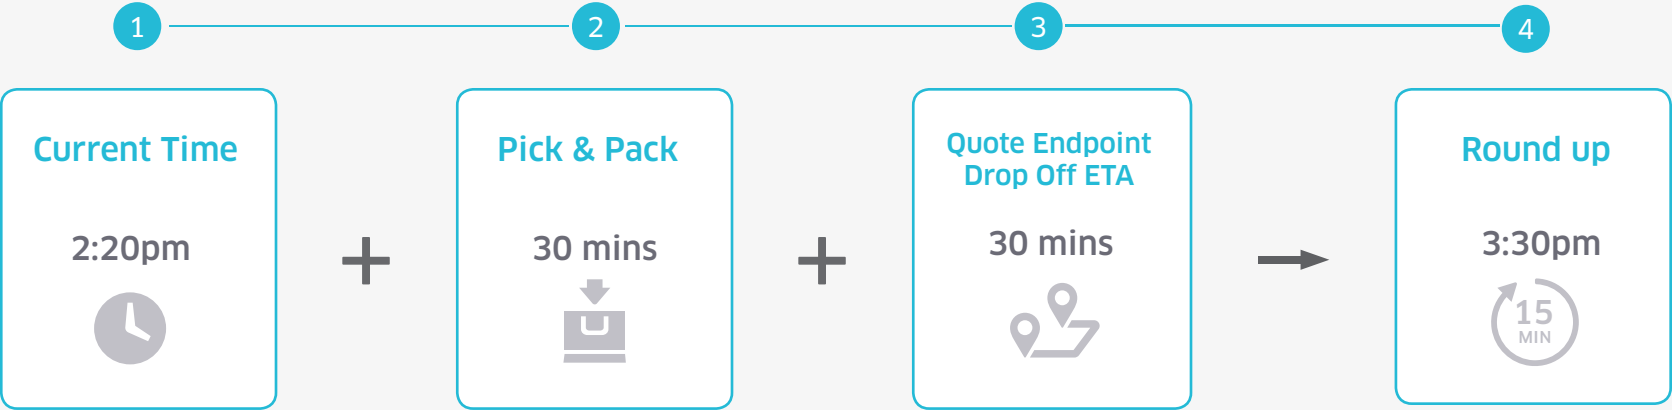 1
2
3
4
Current Time
2:20pm
Pick & Pack
30 mins
Quote Endpoint
Drop Off ETA
30 mins
Round up
3:30pm
15
MIN